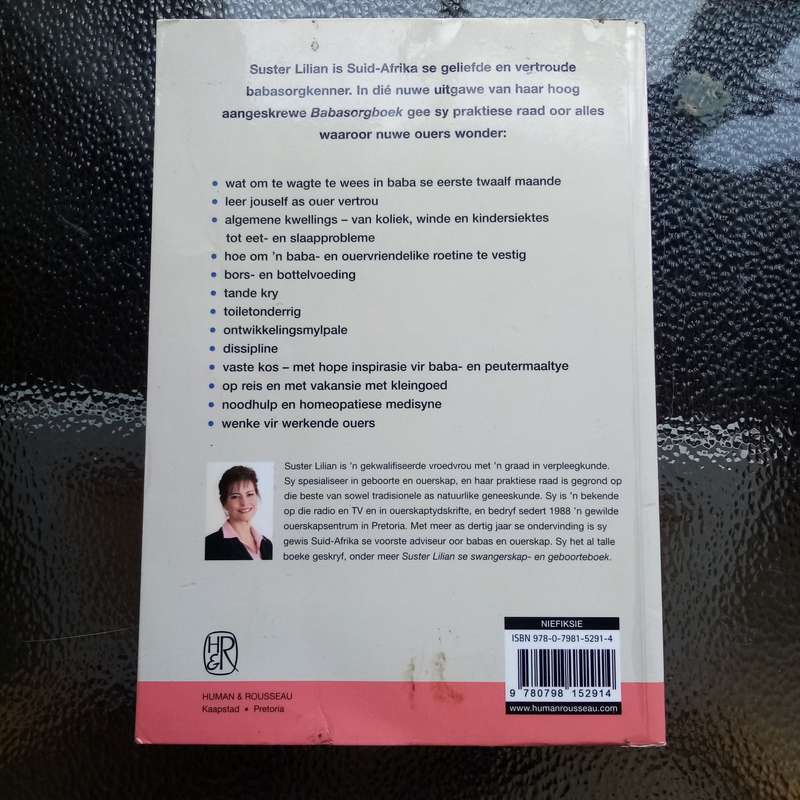 Suster Lilian is Suid-Afrika se geliefde en vertroude
babasorgkenner. In dié nuwe uitgawe van haar hoog
aangeskrewe Babasorgboek gee sy praktiese raad oor alles
waaroor nuwe ouers wonder:
• wat om te wagte te wees in baba se eerste twaalf maande
• leer jouself as ouer vertrou
• algemene kwellings – van koliek, winde en kindersiektes
tot eet- en slaapprobleme
• hoe om 'n baba- en ouervriendelike roetine te vestig
• bors- en bottelvoeding
• tande kry
• toiletonderrig
• ontwikkelingsmylpale
• dissipline
• vaste kos – met hope inspirasie vir baba- en peutermaaltye
• op reis en met vakansie met kleingoed
• noodhulp en homeopatiese medisyne
• wenke vir werkende ouers
Suster Lilian is 'n gekwalifiseerde vroedvrou met 'n graad in verpleegkunde.
Sy spesialiseer in geboorte en ouerskap, en haar praktiese raad is gegrond op
die beste van sowel tradisionele as natuurlike geneeskunde. Sy is 'n bekende
op die radio en TV en in ouerskaptydskrifte, en bedryf sedert 1988 'n gewilde
ouerskapsentrum in Pretoria. Met meer as dertig jaar se ondervinding is sy
gewis Suid-Afrika se voorste adviseur oor babas en ouerskap. Sy het al talle
boeke geskryf, onder meer Suster Lilian se swangerskap- en geboorteboek.
H&R
HUMAN & ROUSSEAU
Kaapstad • Pretoria
NIEFIKSIE
ISBN 978-0-7981-5291-4
9 780798 152914
www.humanrousseau.com